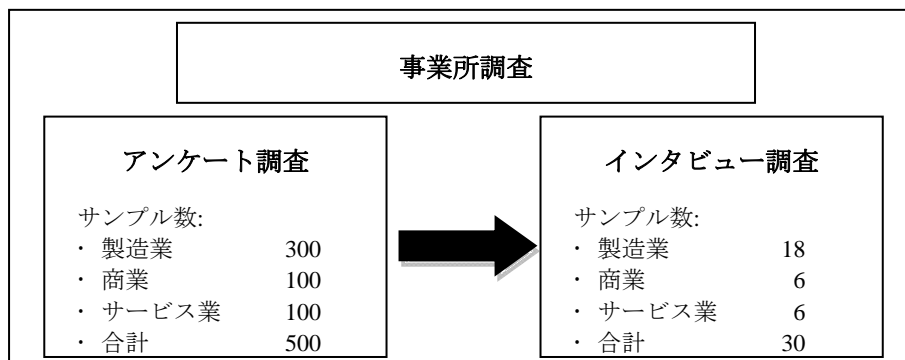 事業所調査
アンケート調査
サンプル数:
・ 製造業 300
・ 商業 100
・ サービス業 100
・ 合計 500
インタビュー調査
サンプル数:
・ 製造業 18
・ 商業 6
・ サービス業 6
・ 合計 30